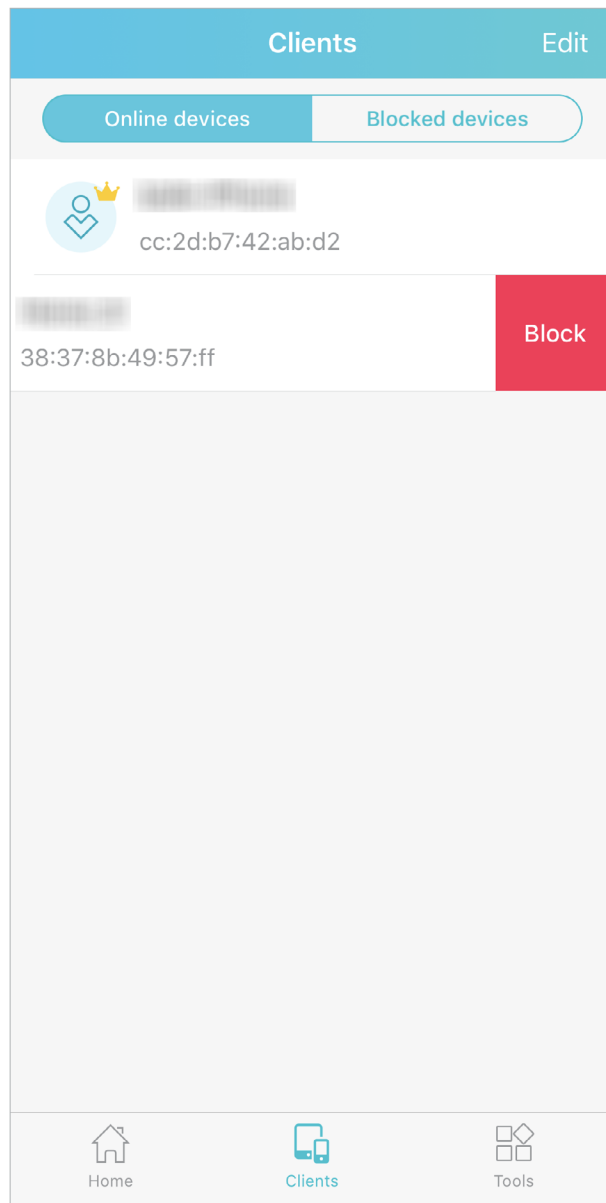 Clients Edit
Online devices Blocked devices
cc:2d:b7:42:ab:d2
38:37:8b:49:57:ff
Block
Home Clients Tools